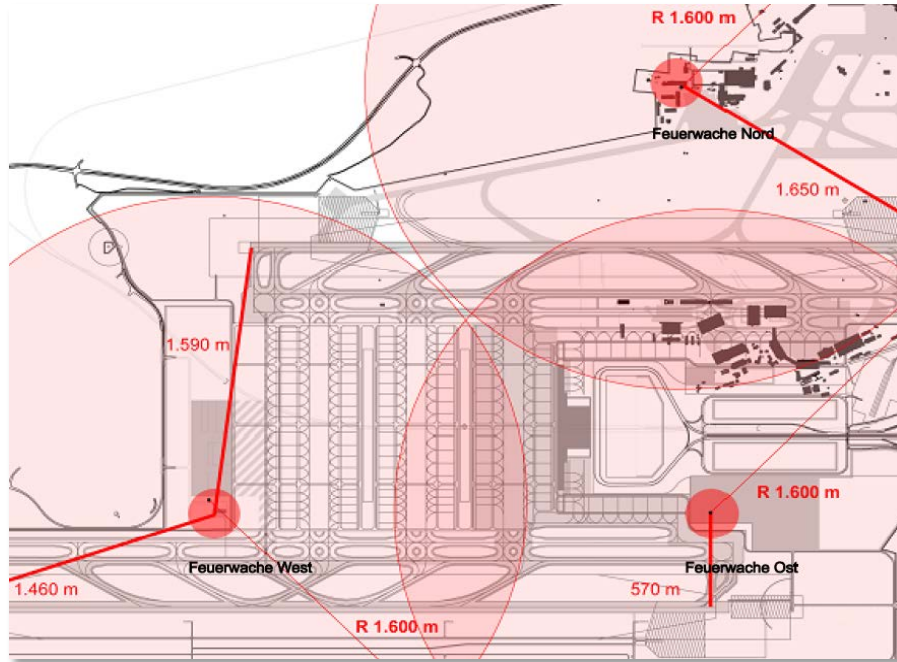 R 1.600 m
Feuerwache Nord
1.650 m
1.590 m
R 1.600 m
Feuerwache West
Feuerwache Ost
1.460 m
570 m
R 1.600 m